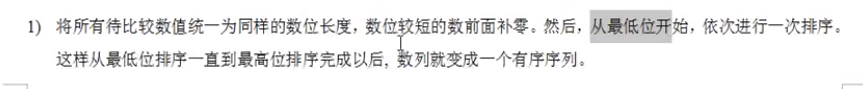 1) 将所有待比较数值统一为同样的数位长度，数位较短的数前面补零。然后，从最低位开始，依次进行一次排序。
这样从最低位排序一直到最高位排序完成以后, 数列就变成一个有序序列。